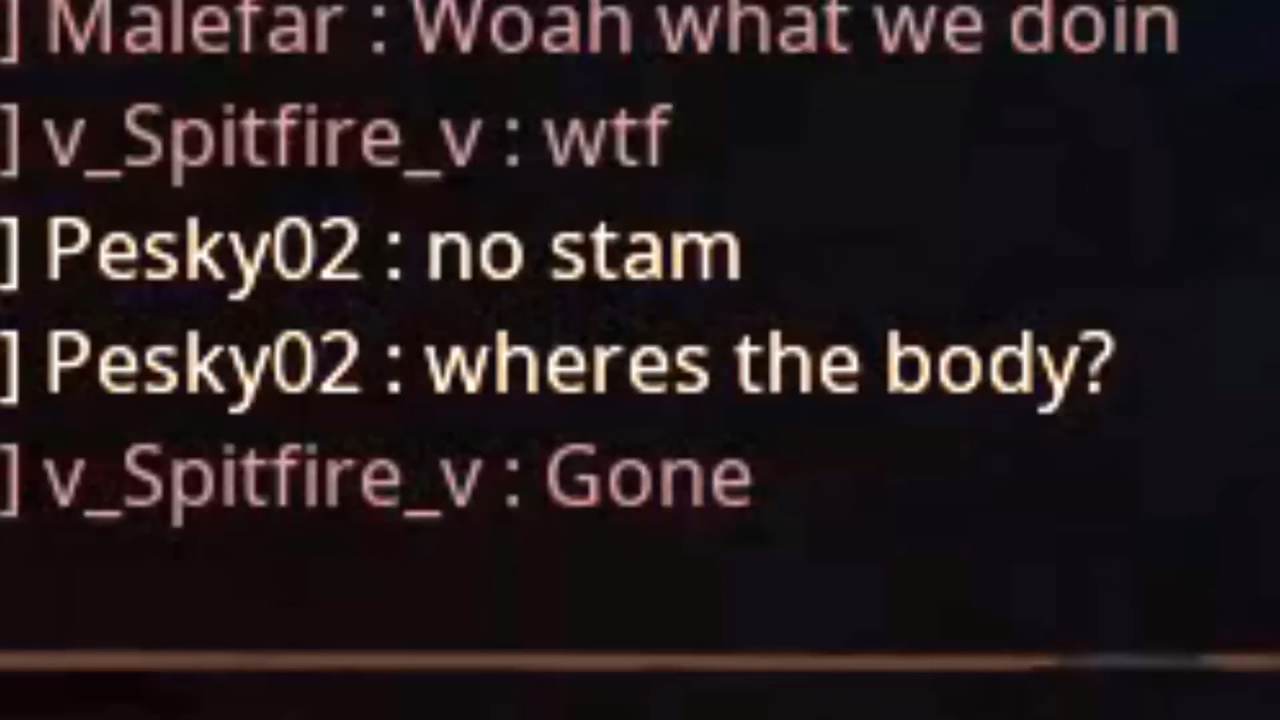 ] Malefar : Woah what we doin
] v_Spitfire_v : wtf
] Pesky02 : no stam
] Pesky02 : wheres the body?
] v_Spitfire_v : Gone